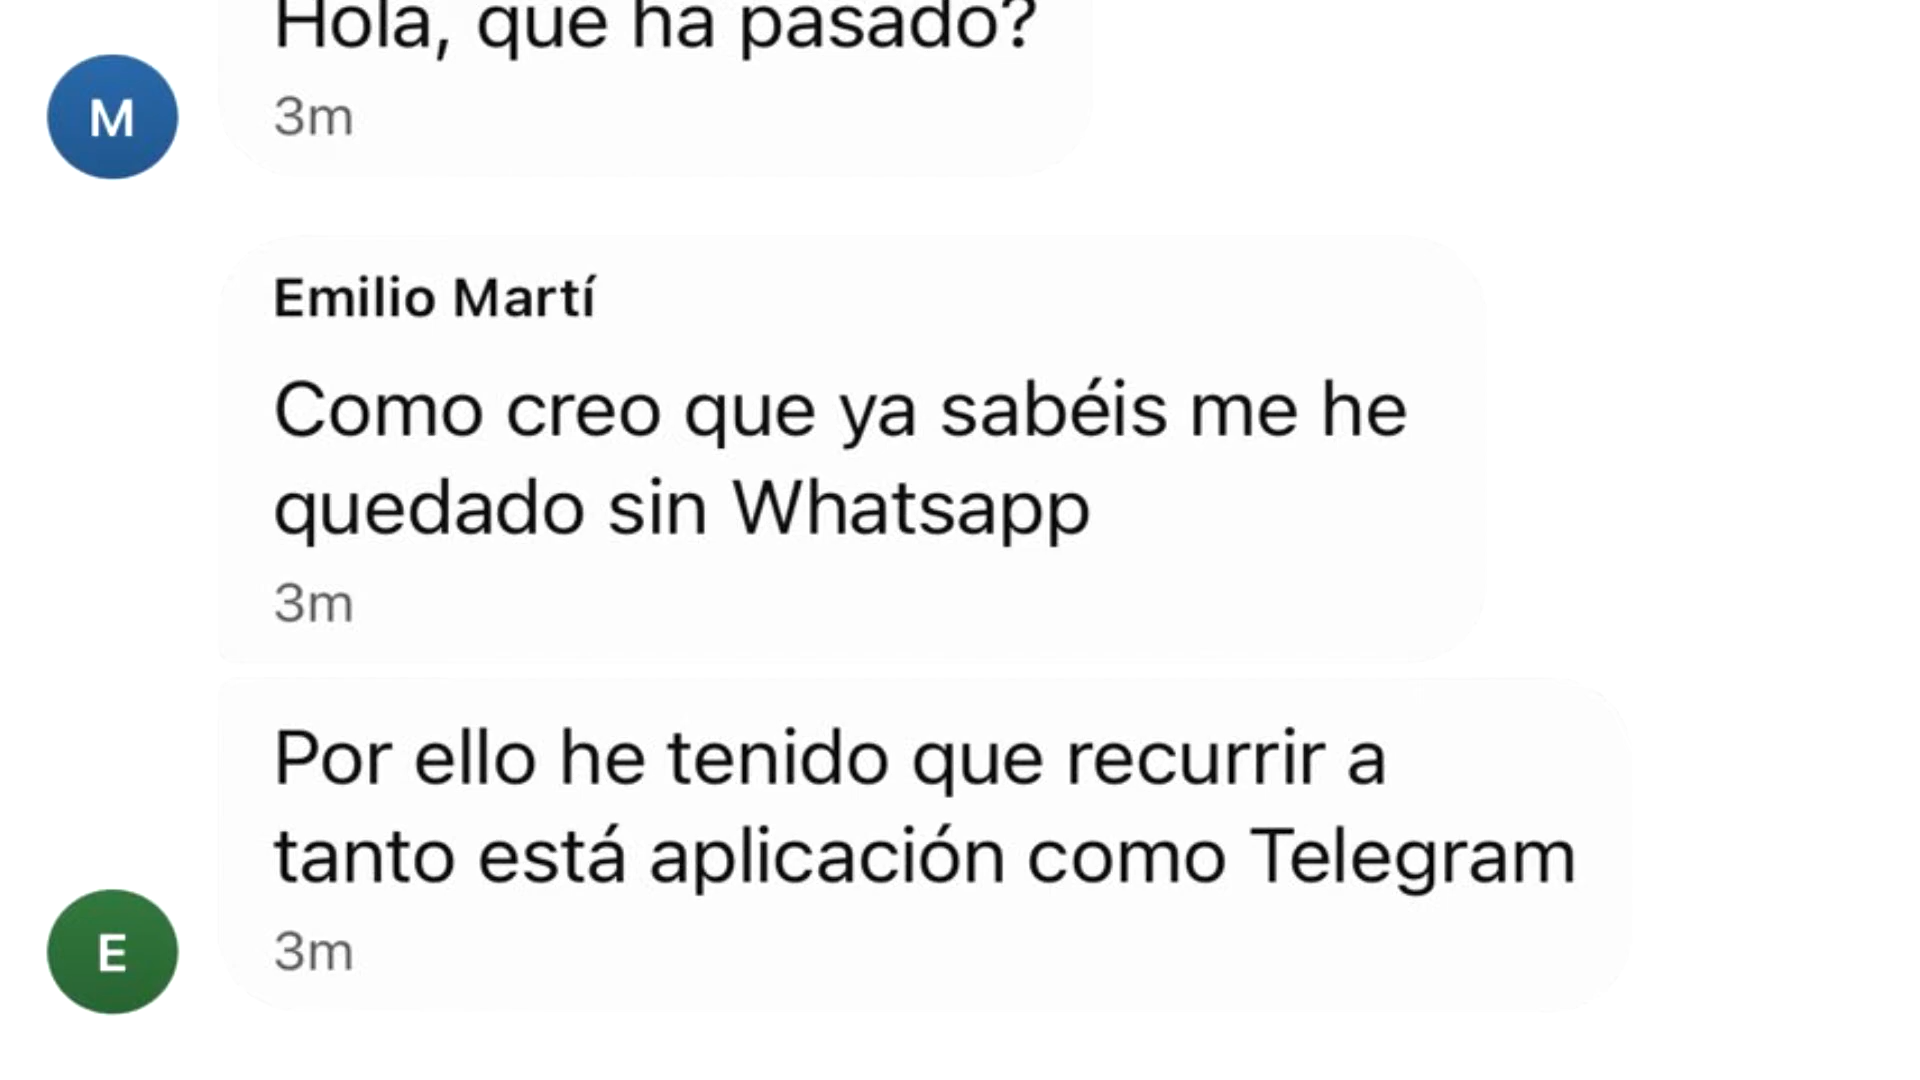 Hola, que ha pasado?
3m
M
Emilio Martí
Como creo que ya sabéis me he
quedado sin Whatsapp
3m
Por ello he tenido que recurrir a
tanto está aplicación como Telegram
3m
E